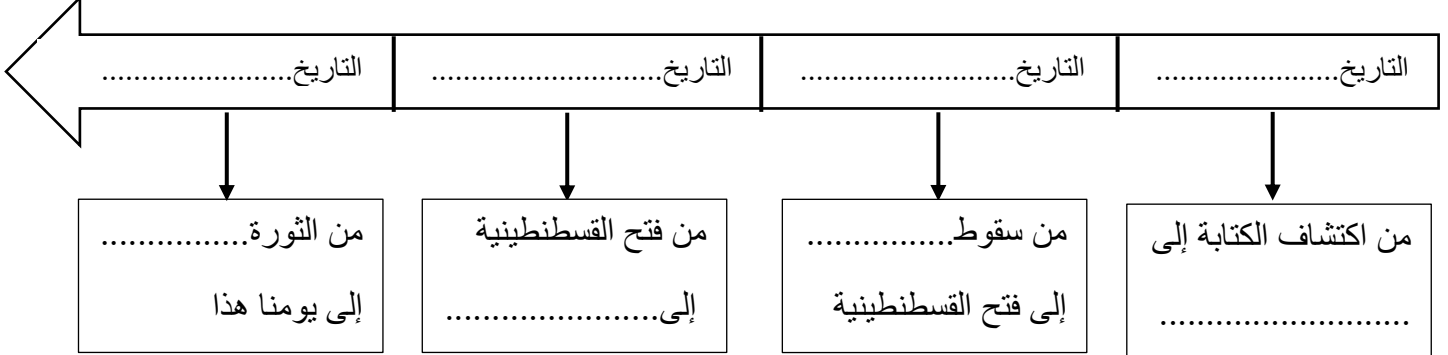 التاريخ....................... التاريخ........................... التاريخ............................ التاريخ........................
من اكتشاف الكتابة إلى
...........................
من سقوط................
إلى فتح القسطنطينية
من فتح القسطنطينية
إلى.......................
من الثورة................
إلى يومنا هذا